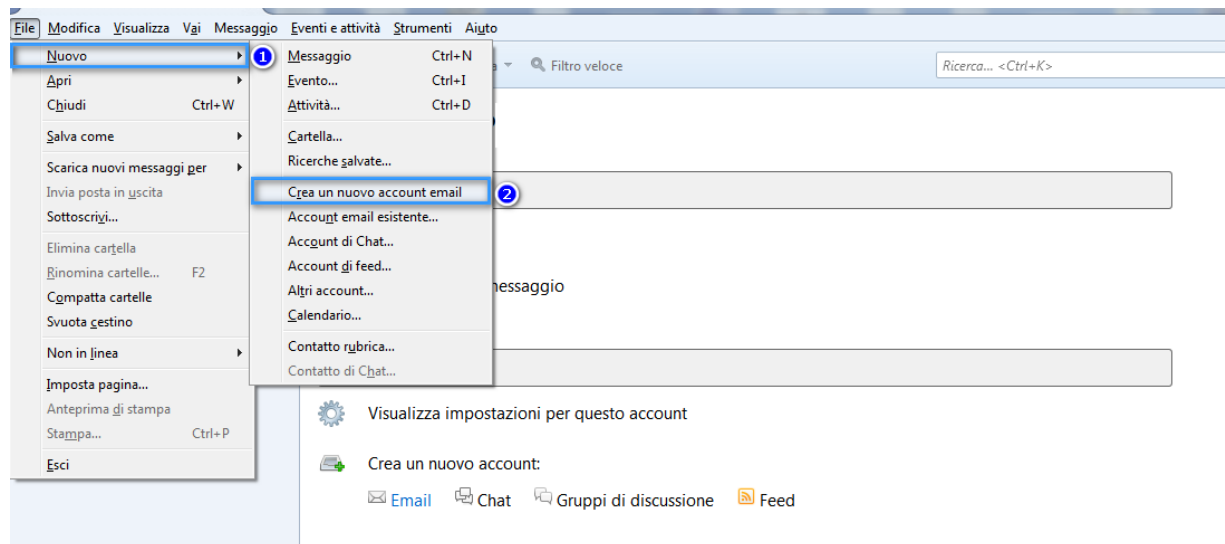 File Modifica Visualizza Vai Messaggio Eventi e attività Strumenti Aiuto
Nuovo
1
Apri
Chiudi Ctrl+W
Salva come
Scarica nuovi messaggi per
Invia posta in uscita
Sottoscrivi...
Elimina cartella
Rinomina cartelle... F2
Compatta cartelle
Svuota cestino
Non in linea
Imposta pagina...
Anteprima di stampa
Stampa... Ctrl+P
Esci
Messaggio Ctrl+N
Evento... Ctrl+I
Attività... Ctrl+D
Cartella...
Ricerche salvate...
Crea un nuovo account email
2
Account email esistente...
Account di Chat...
Account di feed...
Altri account...
Calendario...
Contatto rubrica...
Contatto di Chat...
Filtro veloce
Ricerca... <Ctrl+K>
Visualizza impostazioni per questo account
Crea un nuovo account:
Email Chat Gruppi di discussione Feed